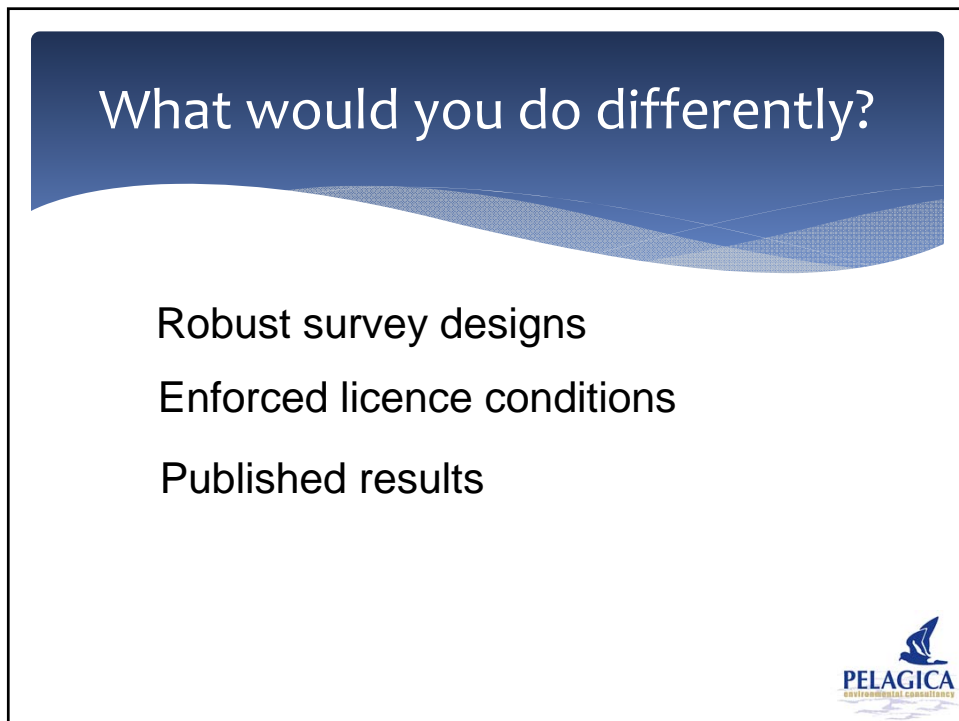 What would you do differently?
Robust survey designs
Enforced licence conditions
Published results
PELAGICA
environmental consultancy